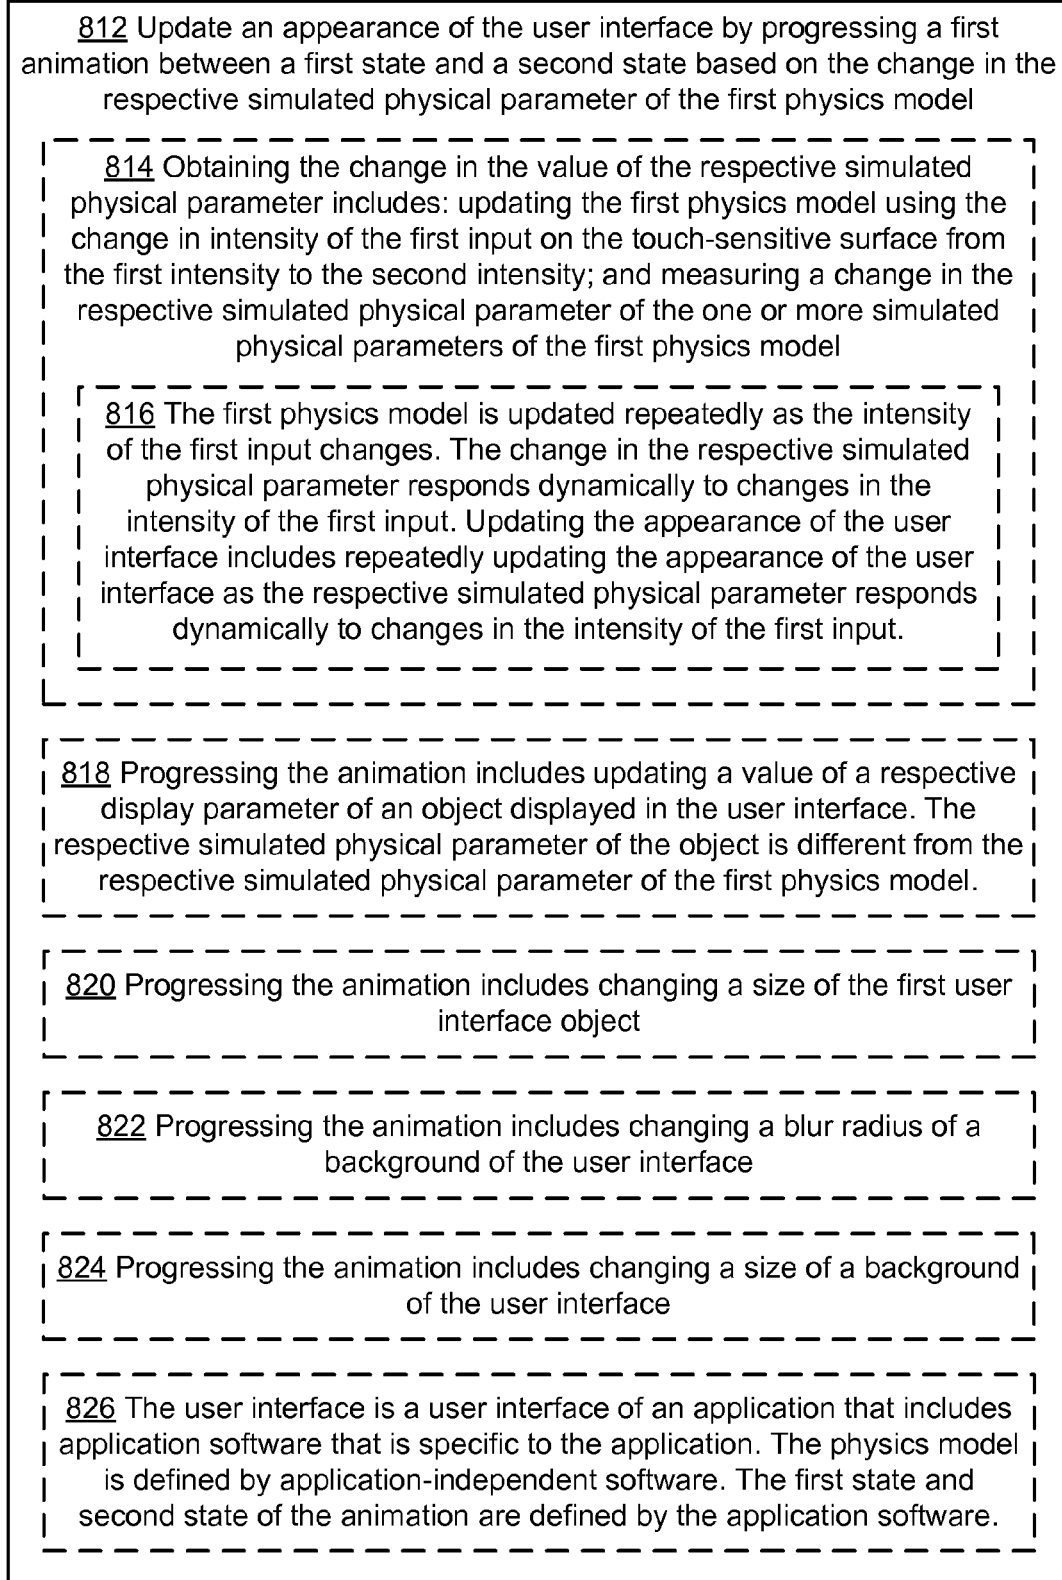 812 Update an appearance of the user interface by progressing a first
animation between a first state and a second state based on the change in the
respective simulated physical parameter of the first physics model
814 Obtaining the change in the value of the respective simulated
physical parameter includes: updating the first physics model using the
change in intensity of the first input on the touch-sensitive surface from
the first intensity to the second intensity; and measuring a change in the
respective simulated physical parameter of the one or more simulated
physical parameters of the first physics model
816 The first physics model is updated repeatedly as the intensity
of the first input changes. The change in the respective simulated
physical parameter responds dynamically to changes in the
intensity of the first input. Updating the appearance of the user
interface includes repeatedly updating the appearance of the user
interface as the respective simulated physical parameter responds
dynamically to changes in the intensity of the first input.
818 Progressing the animation includes updating a value of a respective
display parameter of an object displayed in the user interface. The
respective simulated physical parameter of the object is different from the
respective simulated physical parameter of the first physics model.
820 Progressing the animation includes changing a size of the first user
interface object
822 Progressing the animation includes changing a blur radius of a
background of the user interface
824 Progressing the animation includes changing a size of a background
of the user interface
826 The user interface is a user interface of an application that includes
application software that is specific to the application. The physics model
is defined by application-independent software. The first state and
second state of the animation are defined by the application software.